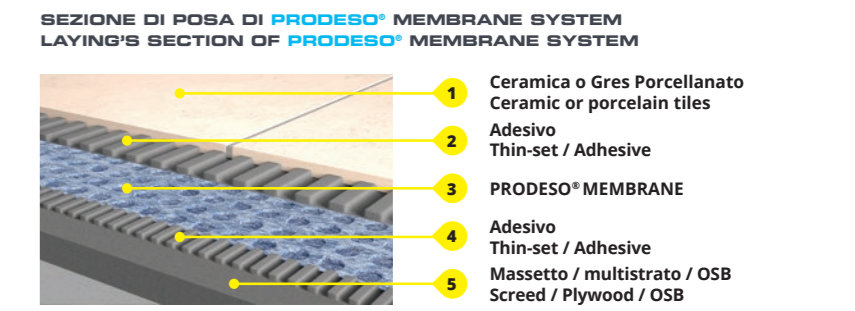 SEZIONE DI POSA DI PRODESO® MEMBRANE SYSTEM
LAYING'S SECTION OF PRODESO® MEMBRANE SYSTEM
1 Ceramica o Gres Porcellanato
Ceramic or porcelain tiles
2 Adesivo
Thin-set / Adhesive
3 PRODESO® MEMBRANE
4 Adesivo
Thin-set / Adhesive
5 Massetto / multistrato / OSB
Screed / Plywood / OSB